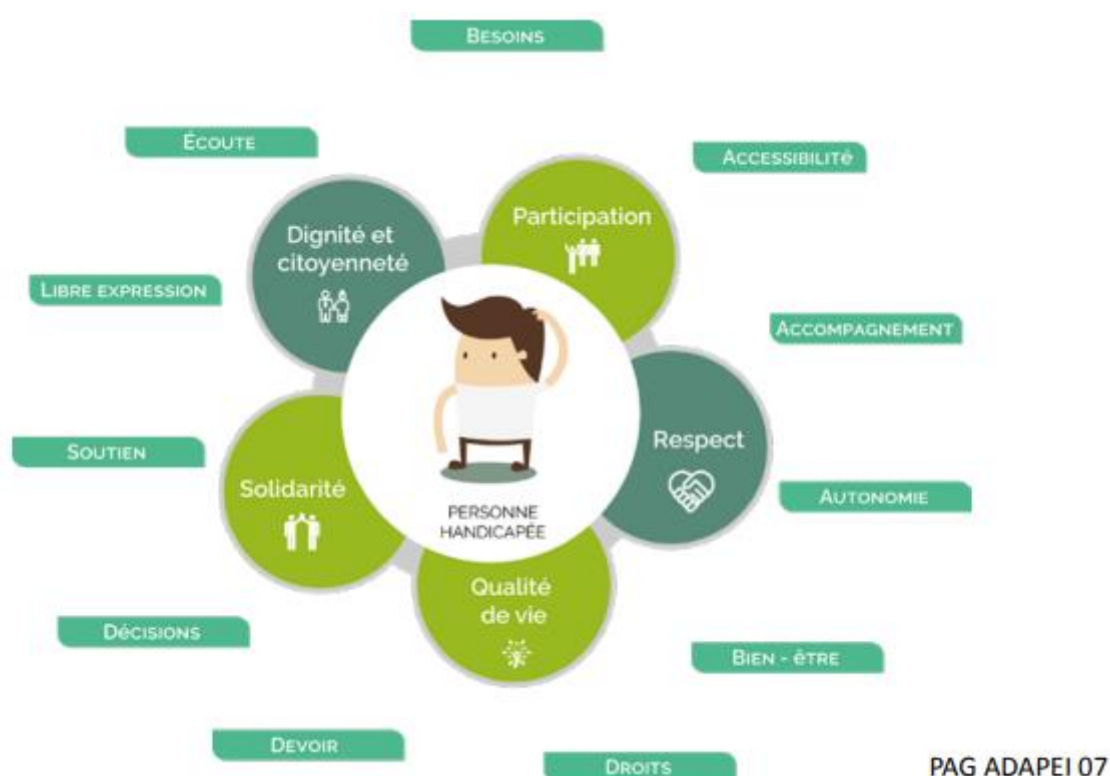 BESOINS
ÉCOUTE
ACCESSIBILITÉ
Participation
Dignité et
citoyenneté
LIBRE EXPRESSION
ACCOMPAGNEMENT
Respect
SOUTIEN
Solidarité
AUTONOMIE
PERSONNE
HANDICAPÉE
Qualité
de vie
DÉCISIONS
BIEN - ÊTRE
DEVOIR
DROITS
PAG ADAPEI 07